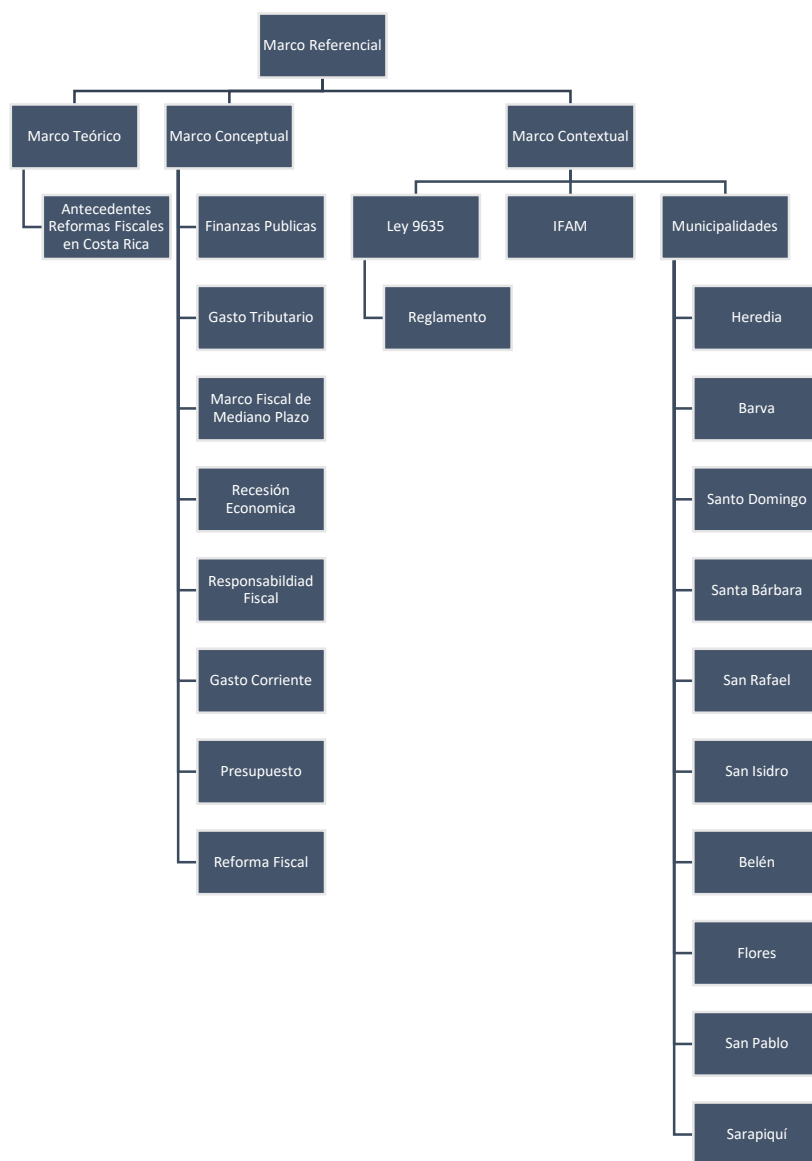 Marco Referencial
Marco Teórico
Antecedentes
Reformas Fiscales
en Costa Rica
Marco Conceptual
Finanzas Publicas
Gasto Tributario
Marco Fiscal de
Mediano Plazo
Recesión
Economica
Responsabildiad
Fiscal
Gasto Corriente
Presupuesto
Reforma Fiscal
Marco Contextual
Ley 9635
Reglamento
IFAM
Municipalidades
Heredia
Barva
Santo Domingo
Santa Bárbara
San Rafael
San Isidro
Belén
Flores
San Pablo
Sarapiquí